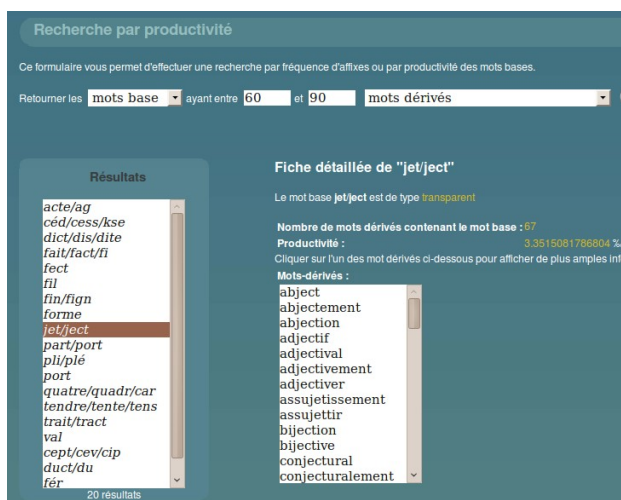 Recherche par productivité
Ce formulaire vous permet d'effectuer une recherche par fréquence d'affixes ou par productivité des mots bases.
Retourner les mots base ayant entre 60 et 90 mots dérivés
Résultats
acte/ag
céd/cess/kse
dict/dis/dite
fait/fact/fi
fect
fil
fin/fign
forme
jet/ject
part/port
pli/plé
port
quatre/quadr/car
tendre/tente/tens
trait/tract
val
cept/cev/cip
duct/du
fér
20 résultats
Fiche détaillée de "jet/ject"
Le mot base jet/ject est de type transparent
Nombre de mots dérivés contenant le mot base : 67
Productivité : 3.3515081786804 %
Cliquer sur l'un des mot dérivés ci-dessous pour afficher de plus amples inf
Mots-dérivés :
abject
abjectement
abjection
adjectif
adjectival
adjectivement
adjectiver
assujetissement
assujettir
bijection
bijective
conjectural
conjecturalement